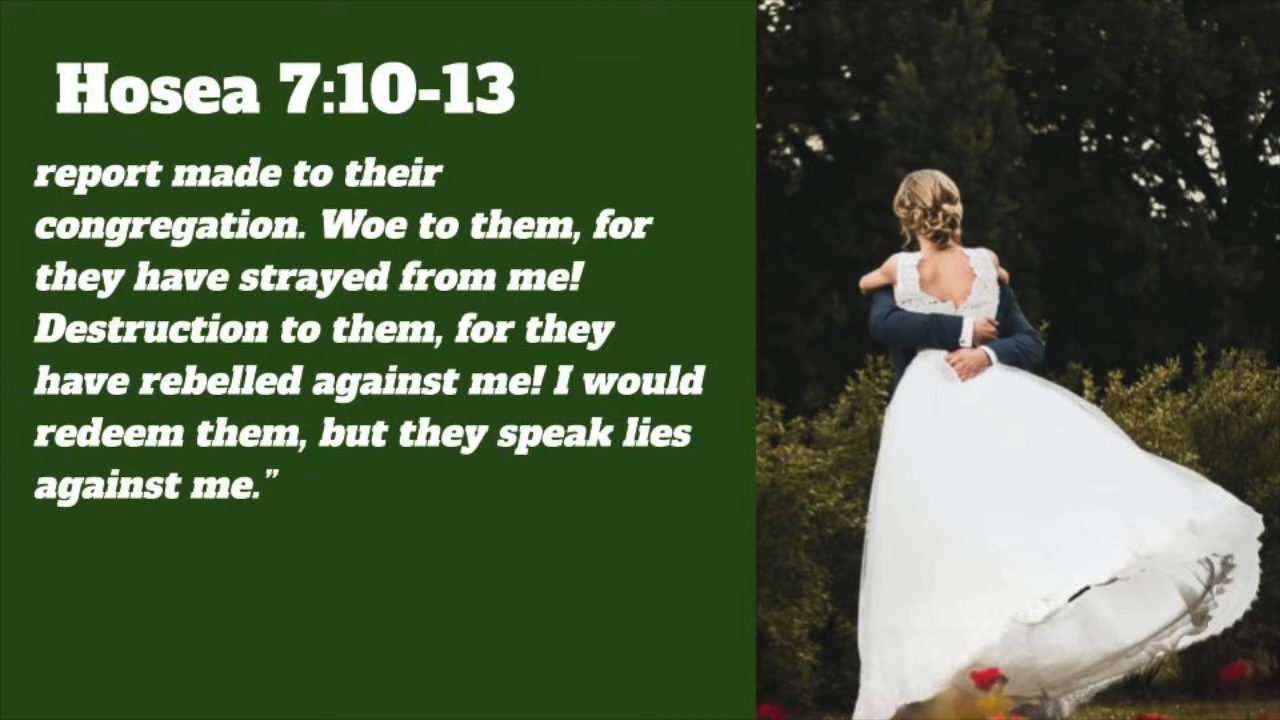 Hosea 7:10-13
report made to their
congregation. Woe to them, for
they have strayed from me!
Destruction to them, for they
have rebelled against me! I would
redeem them, but they speak lies
against me.”